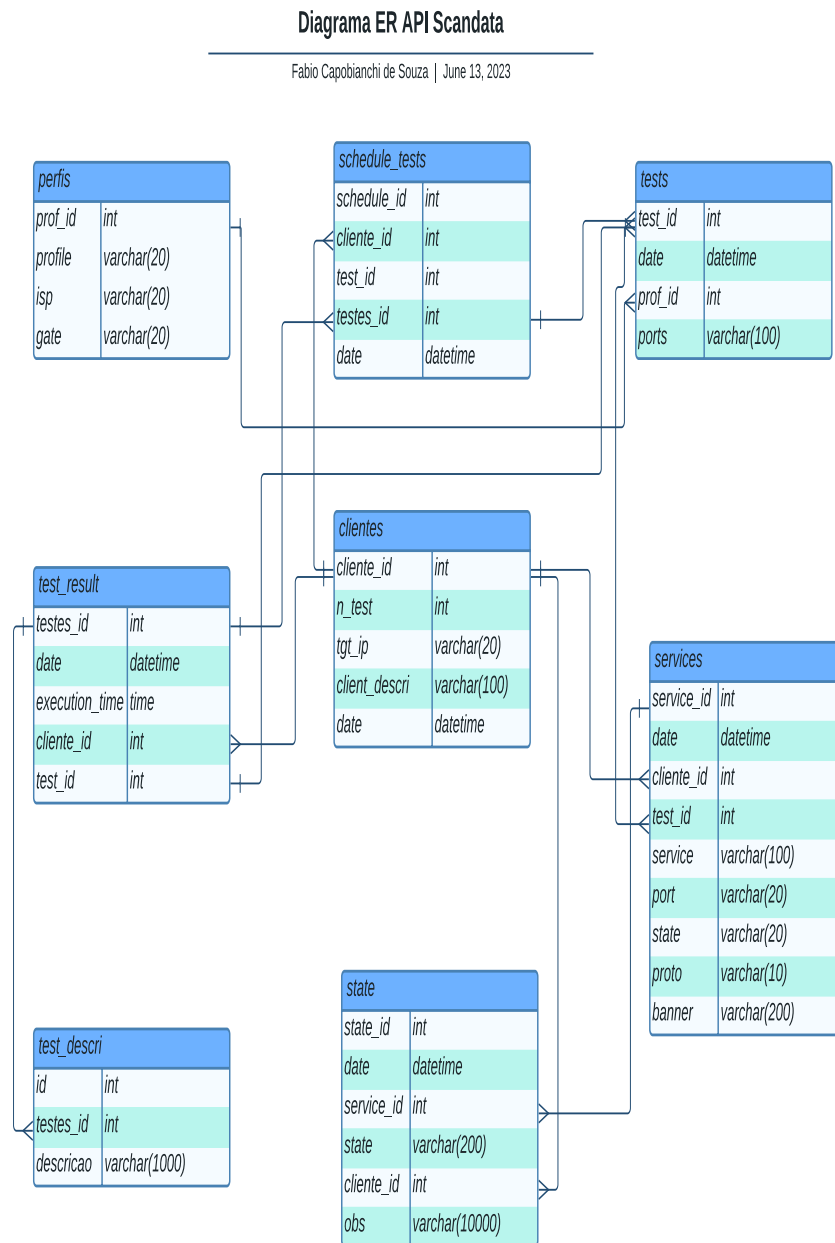 Diagrama ER API Scandata
Fabio Capobianchi de Souza | June 13, 2023
perfis
prof_id int
profile varchar(20)
isp varchar(20)
gate varchar(20)
schedule_tests
schedule_id int
cliente_id int
test_id int
testes_id int
date datetime
tests
test_id int
date datetime
prof_id int
ports varchar(100)
test_result
testes_id int
date datetime
execution_time time
cliente_id int
test_id int
clientes
cliente_id int
n_test int
tgt_ip varchar(20)
client_descri varchar(100)
date datetime
services
service_id int
date datetime
cliente_id int
test_id int
service varchar(100)
port varchar(20)
state varchar(20)
proto varchar(10)
banner varchar(200)
test_descri
id int
testes_id int
descricao varchar(1000)
state
state_id int
date datetime
service_id int
state varchar(200)
cliente_id int
obs varchar(10000)